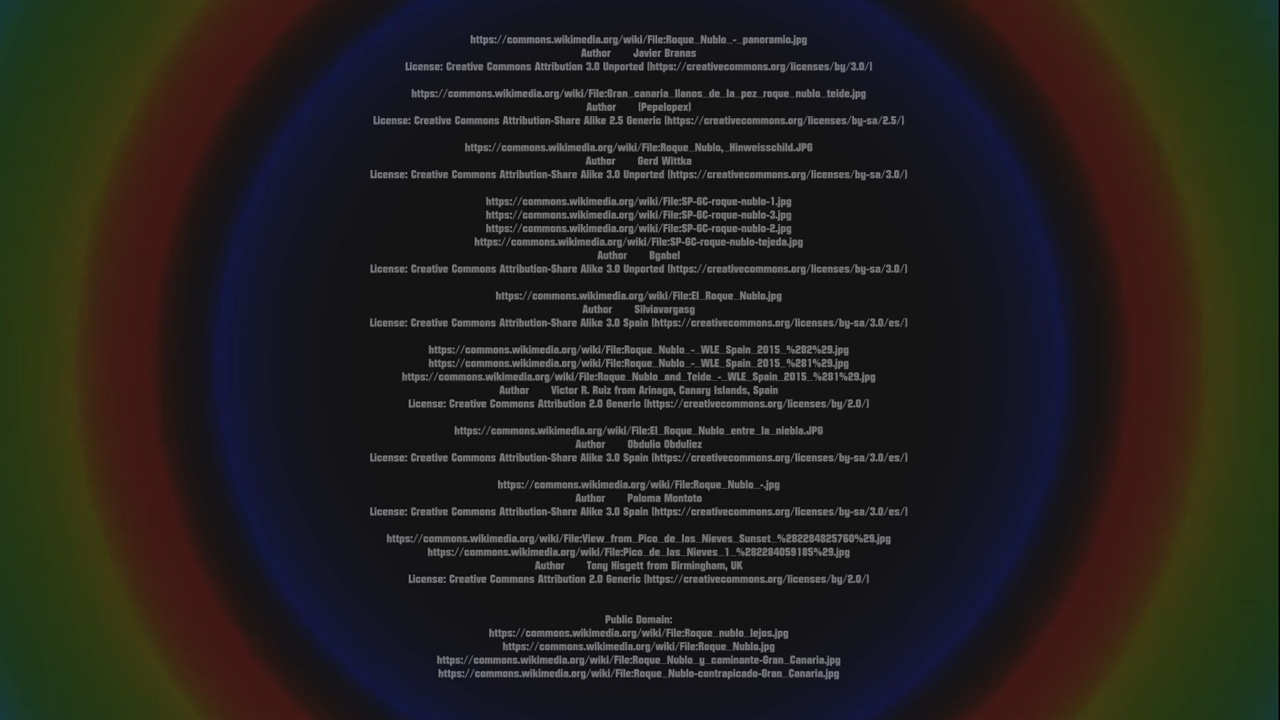 https://commons.wikimedia.org/wiki/File:Roque_Nublo_-_panoramio.jpg
Author Javier Branas
License: Creative Commons Attribution 3.0 Unported (https://creativecommons.org/licenses/by/3.0/)
https://commons.wikimedia.org/wiki/File:Gran_canaria_llanos_de_la_pez_roque_nublo_teide.jpg
Author (Pepelopex)
License: Creative Commons Attribution-Share Alike 2.5 Generic (https://creativecommons.org/licenses/by-sa/2.5/)
https://commons.wikimedia.org/wiki/File:Roque_Nublo,_Hinweisschild.JPG
Author Gerd Wittka
License: Creative Commons Attribution-Share Alike 3.0 Unported (https://creativecommons.org/licenses/by-sa/3.0/)
https://commons.wikimedia.org/wiki/File:SP-GC-roque-nublo-1.jpg
https://commons.wikimedia.org/wiki/File:SP-GC-roque-nublo-3.jpg
https://commons.wikimedia.org/wiki/File:SP-GC-roque-nublo-2.jpg
https://commons.wikimedia.org/wiki/File:SP-GC-roque-nublo-tejeda.jpg
Author Bgabel
License: Creative Commons Attribution-Share Alike 3.0 Unported (https://creativecommons.org/licenses/by-sa/3.0/)
https://commons.wikimedia.org/wiki/File:El_Roque_Nublo.jpg
Author Silviavargasg
License: Creative Commons Attribution-Share Alike 3.0 Spain (https://creativecommons.org/licenses/by-sa/3.0/es/)
https://commons.wikimedia.org/wiki/File:Roque_Nublo_-_WLE_Spain_2015_%282%29.jpg
https://commons.wikimedia.org/wiki/File:Roque_Nublo_-_WLE_Spain_2015_%281%29.jpg
https://commons.wikimedia.org/wiki/File:Roque_Nublo_and_Teide_-_WLE_Spain_2015_%281%29.jpg
Author Victor R. Ruiz from Arinaga, Canary Islands, Spain
License: Creative Commons Attribution 2.0 Generic (https://creativecommons.org/licenses/by/2.0/)
https://commons.wikimedia.org/wiki/File:El_Roque_Nublo_entre_la_niebla.JPG
Author Obdulio Obduliez
License: Creative Commons Attribution-Share Alike 3.0 Spain (https://creativecommons.org/licenses/by-sa/3.0/es/)
https://commons.wikimedia.org/wiki/File:Roque_Nublo_-.jpg
Author Paloma Montoto
License: Creative Commons Attribution-Share Alike 3.0 Spain (https://creativecommons.org/licenses/by-sa/3.0/es/)
https://commons.wikimedia.org/wiki/File:View_from_Pico_de_las_Nieves_Sunset_%282284825760%29.jpg
https://commons.wikimedia.org/wiki/File:Pico_de_las_Nieves_1_%282284059185%29.jpg
Author Tony Hisgett from Birmingham, UK
License: Creative Commons Attribution 2.0 Generic (https://creativecommons.org/licenses/by/2.0/)
Public Domain:
https://commons.wikimedia.org/wiki/File:Roque_nublo_lejos.jpg
https://commons.wikimedia.org/wiki/File:Roque_Nublo.jpg
https://commons.wikimedia.org/wiki/File:Roque_Nublo_y_caminante-Gran_Canaria.jpg
https://commons.wikimedia.org/wiki/File:Roque_Nublo-contrapicado-Gran_Canaria.jpg